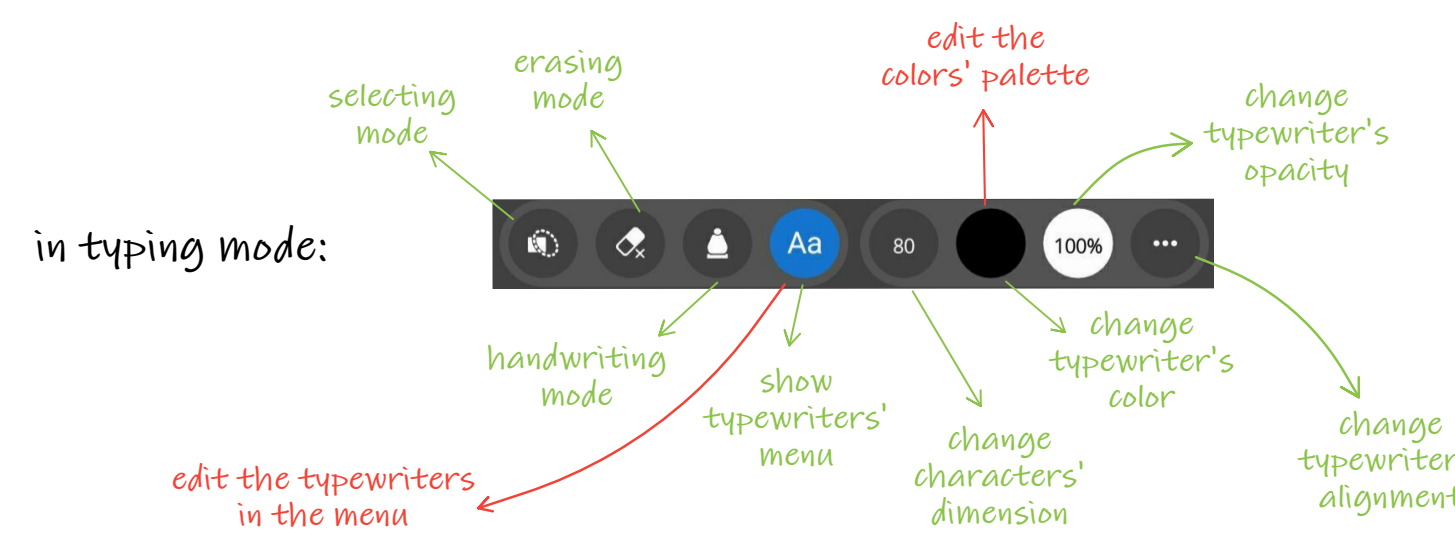 edit the
colors' palette
erasing
mode
selecting
mode
change
typewriter's
opacity
in typing mode:
Aa
80
100%
handwriting
mode
show
typewriters'
menu
change
typewriter's
color
change
characters'
dimension
change
alignment
edit the typewriters
in the menu